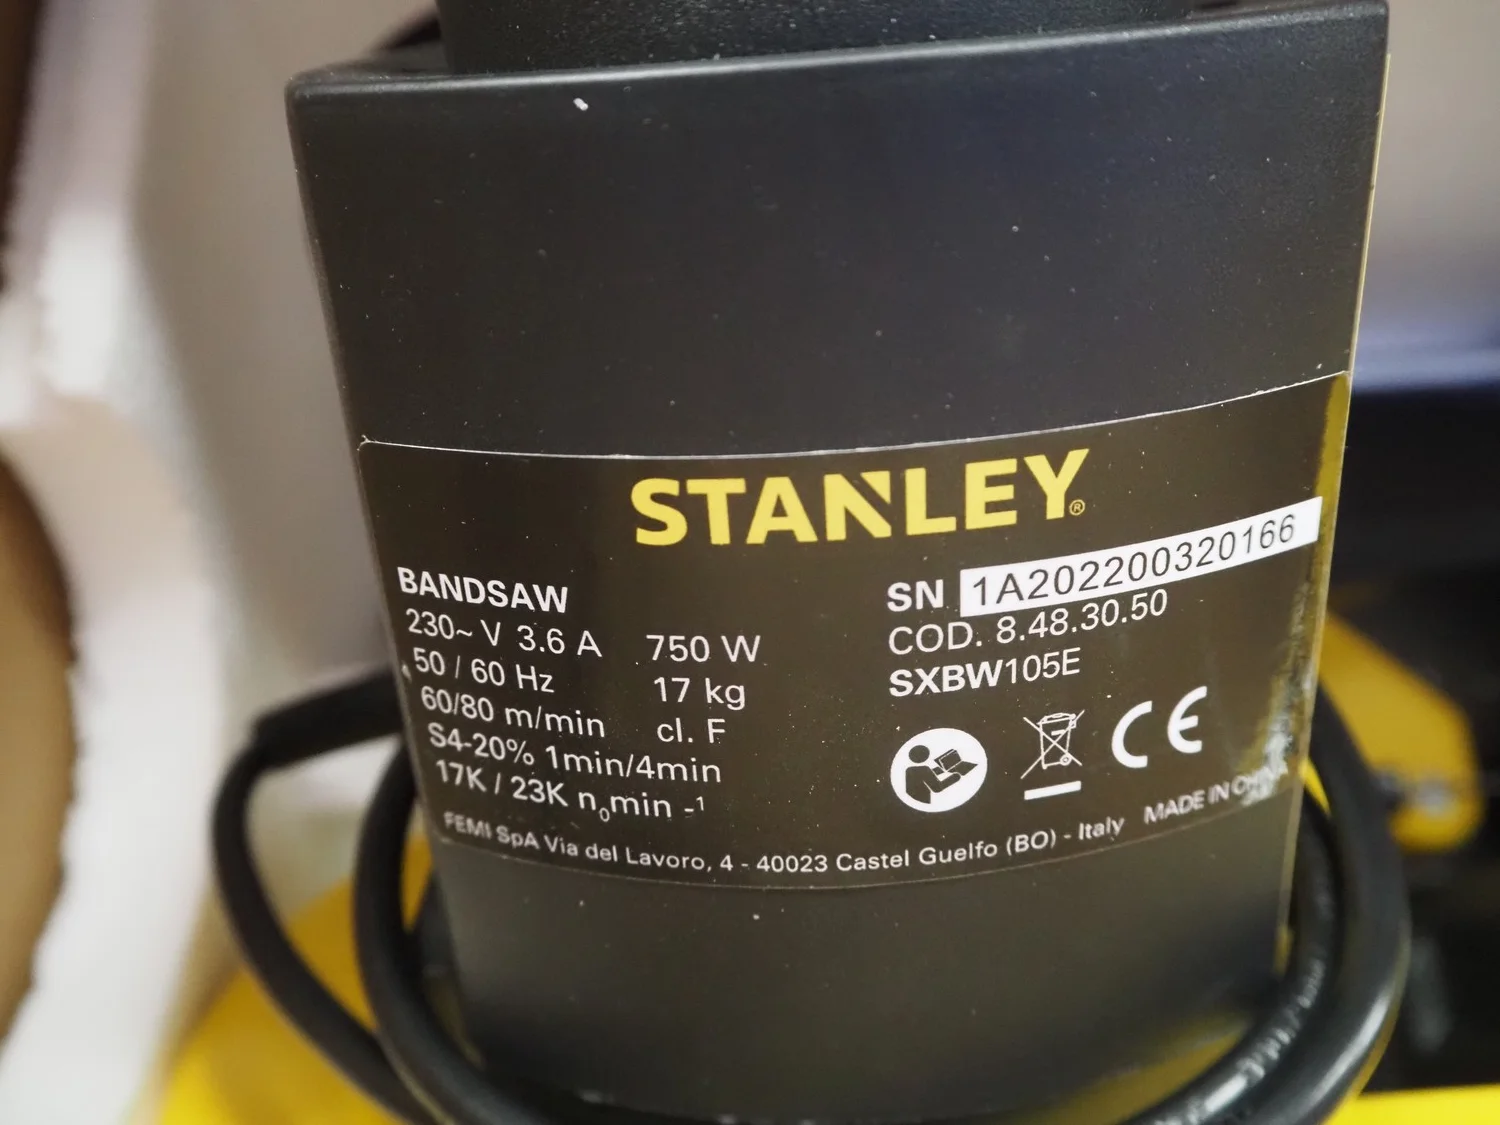 STANLEY®
BANDSAW
230~ V 3.6 A 750 W
50 / 60 Hz 17 kg
60/80 m/min cl. F
S4-20% 1min/4min
17K / 23K n₀min -¹
SN 1A202200320166
COD. 8.48.30.50
SXBW105E
CE
FEMI SpA Via del Lavoro, 4 - 40023 Castel Guelfo (BO) - Italy MADE IN CHINA